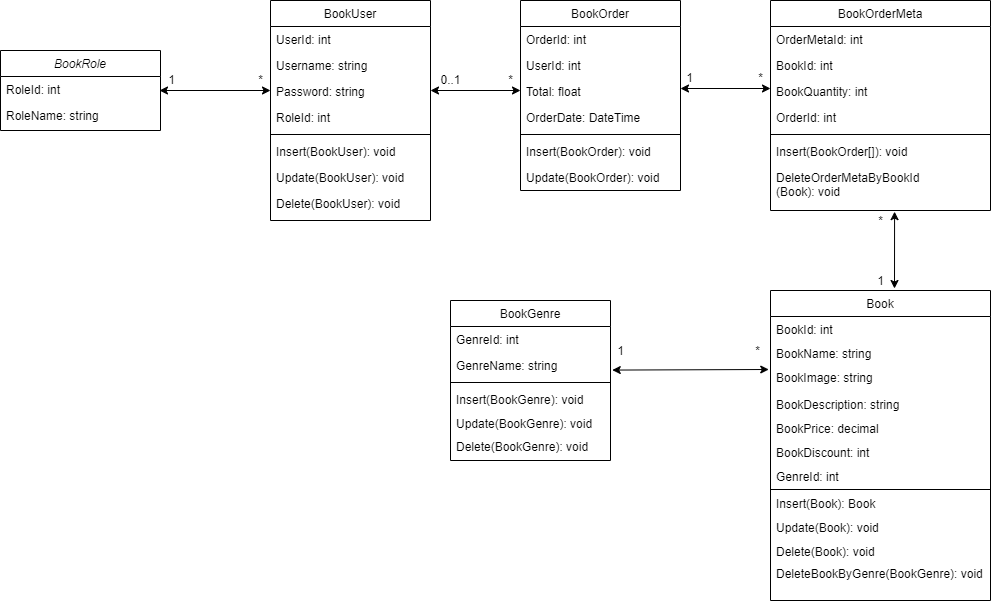 BookRole
RoleId: int
RoleName: string
1
*
BookUser
UserId: int
Username: string
Password: string
RoleId: int
Insert(BookUser): void
Update(BookUser): void
Delete(BookUser): void
0..1
*
BookOrder
OrderId: int
UserId: int
Total: float
OrderDate: DateTime
Insert(BookOrder): void
Update(BookOrder): void
1
*
BookOrderMeta
OrderMetaId: int
BookId: int
BookQuantity: int
OrderId: int
Insert(BookOrder[]): void
DeleteOrderMetaByBookId
(Book): void
*
1
BookGenre
GenreId: int
GenreName: string
Insert(BookGenre): void
Update(BookGenre): void
Delete(BookGenre): void
1
*
Book
BookId: int
BookName: string
BookImage: string
BookDescription: string
BookPrice: decimal
BookDiscount: int
GenreId: int
Insert(Book): Book
Update(Book): void
Delete(Book): void
DeleteBookByGenre(BookGenre): void